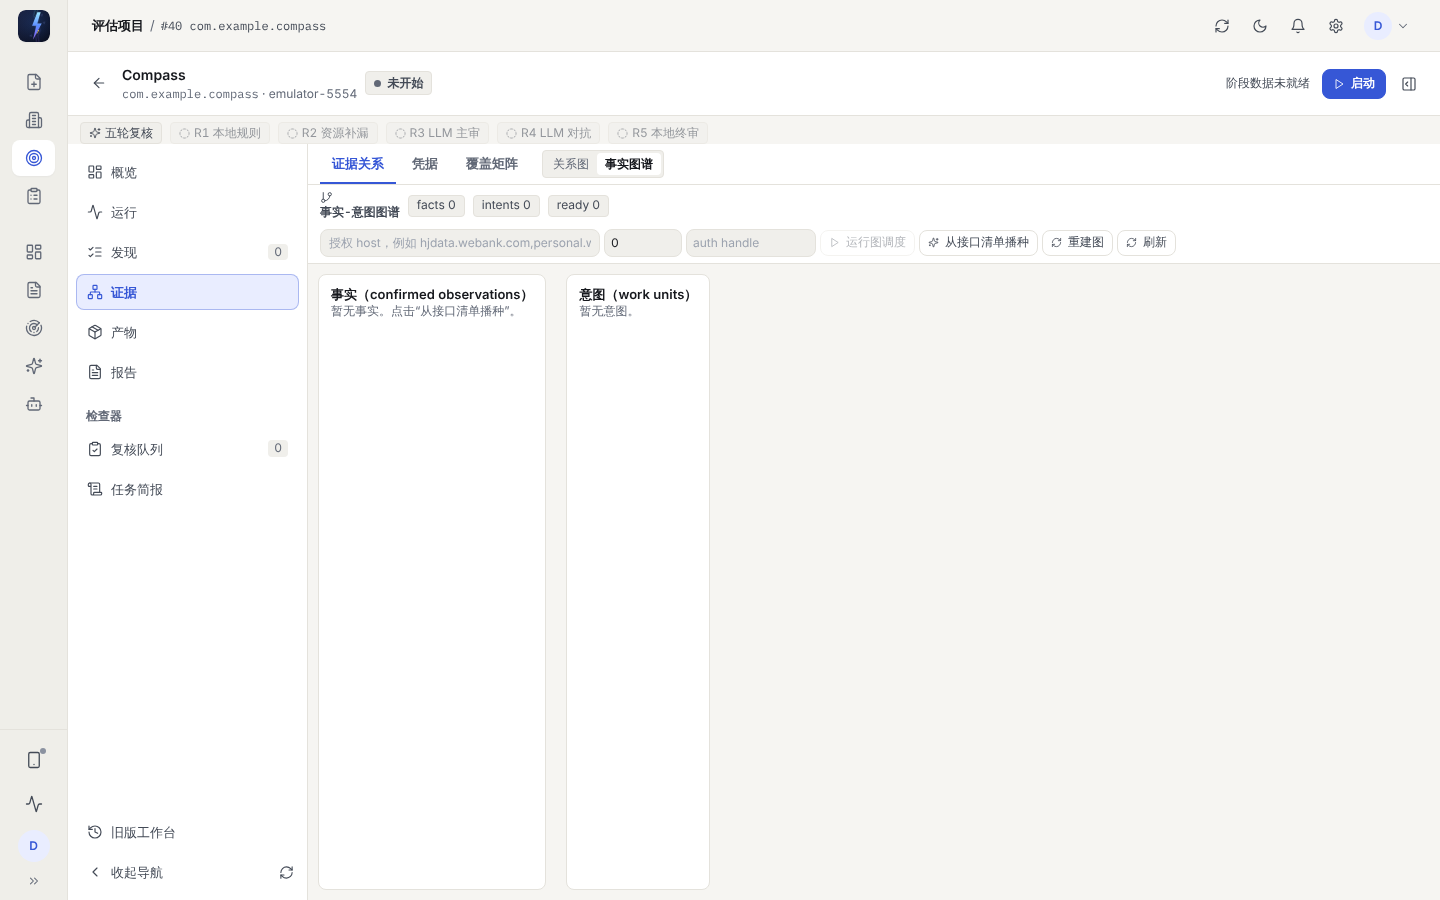 评估项目 / #40 com.example.compass
D
Compass
com.example.compass · emulator-5554
未开始
阶段数据未就绪
启动
五轮复核
R1 本地规则
R2 资源补漏
R3 LLM 主审
R4 LLM 对抗
R5 本地终审
概览
运行
发现 0
证据
产物
报告
检查器
复核队列 0
任务简报
旧版工作台
收起导航
D
证据关系
凭据
覆盖矩阵
关系图
事实图谱
事实-意图图谱
facts 0
intents 0
ready 0
授权 host，例如 hjdata.webank.com,personal.v
0
auth handle
运行图调度
从接口清单播种
重建图
刷新
事实（confirmed observations）
暂无事实。点击“从接口清单播种”。
意图（work units）
暂无意图。